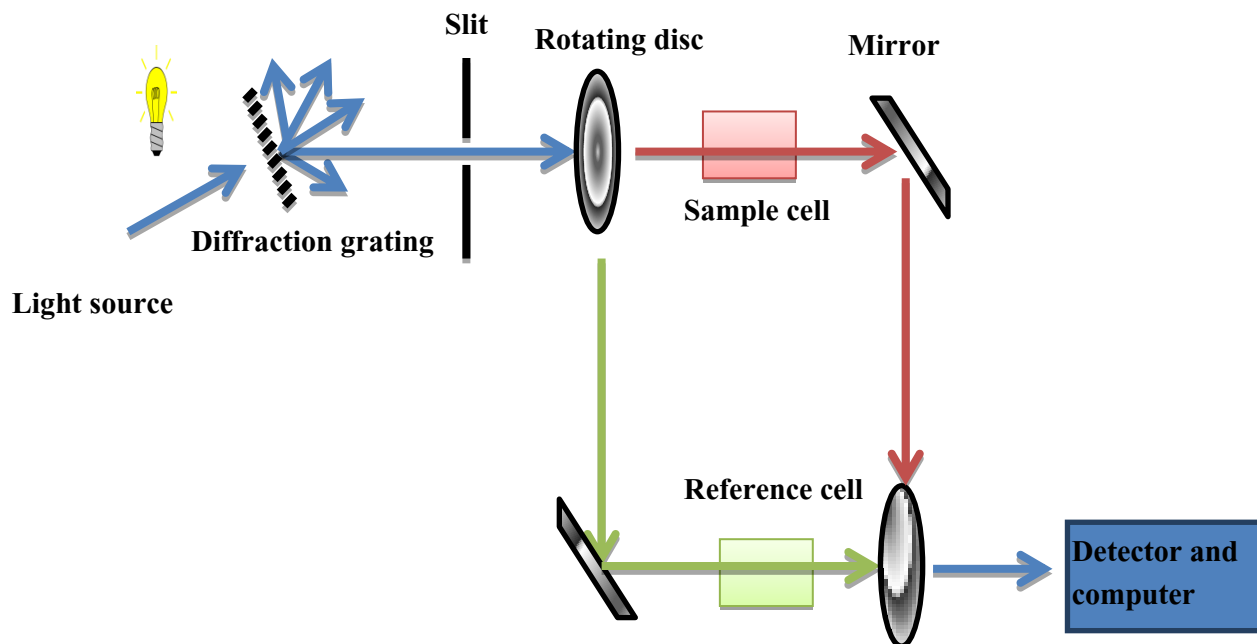 Slit
Rotating disc
Mirror
Sample cell
Diffraction grating
Light source
Reference cell
Detector and
computer